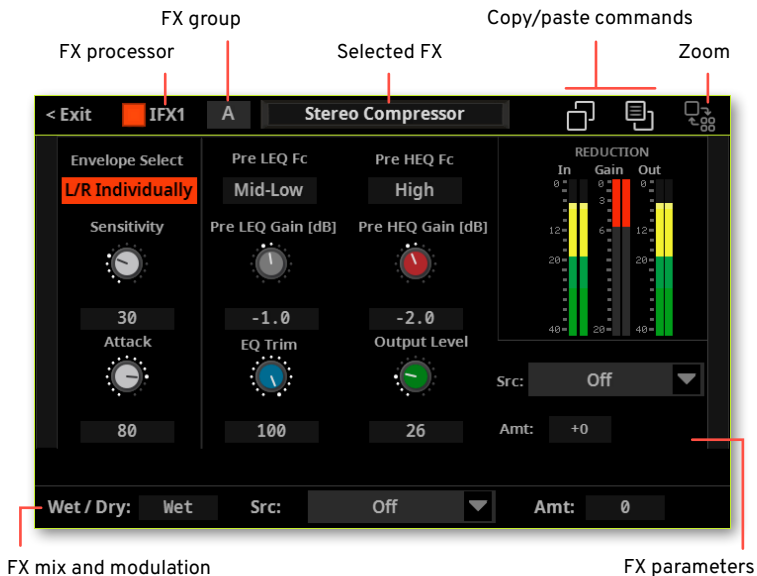 FX group
Copy/paste commands
FX processor
Selected FX
Zoom
< Exit IFX1 A Stereo Compressor
Envelope Select
L/R Individually
Pre LEQ Fc
Mid-Low
Pre HEQ Fc
High
REDUCTION
In Gain Out
0 0 0
3
12 6 12
20 20
40 20 40
Sensitivity
30
Pre LEQ Gain [dB]
-1.0
Pre HEQ Gain [dB]
-2.0
Attack
80
EQ Trim
100
Output Level
26
Src: Off
Amt: +0
Wet / Dry: Wet Src: Off Amt: 0
FX mix and modulation
FX parameters